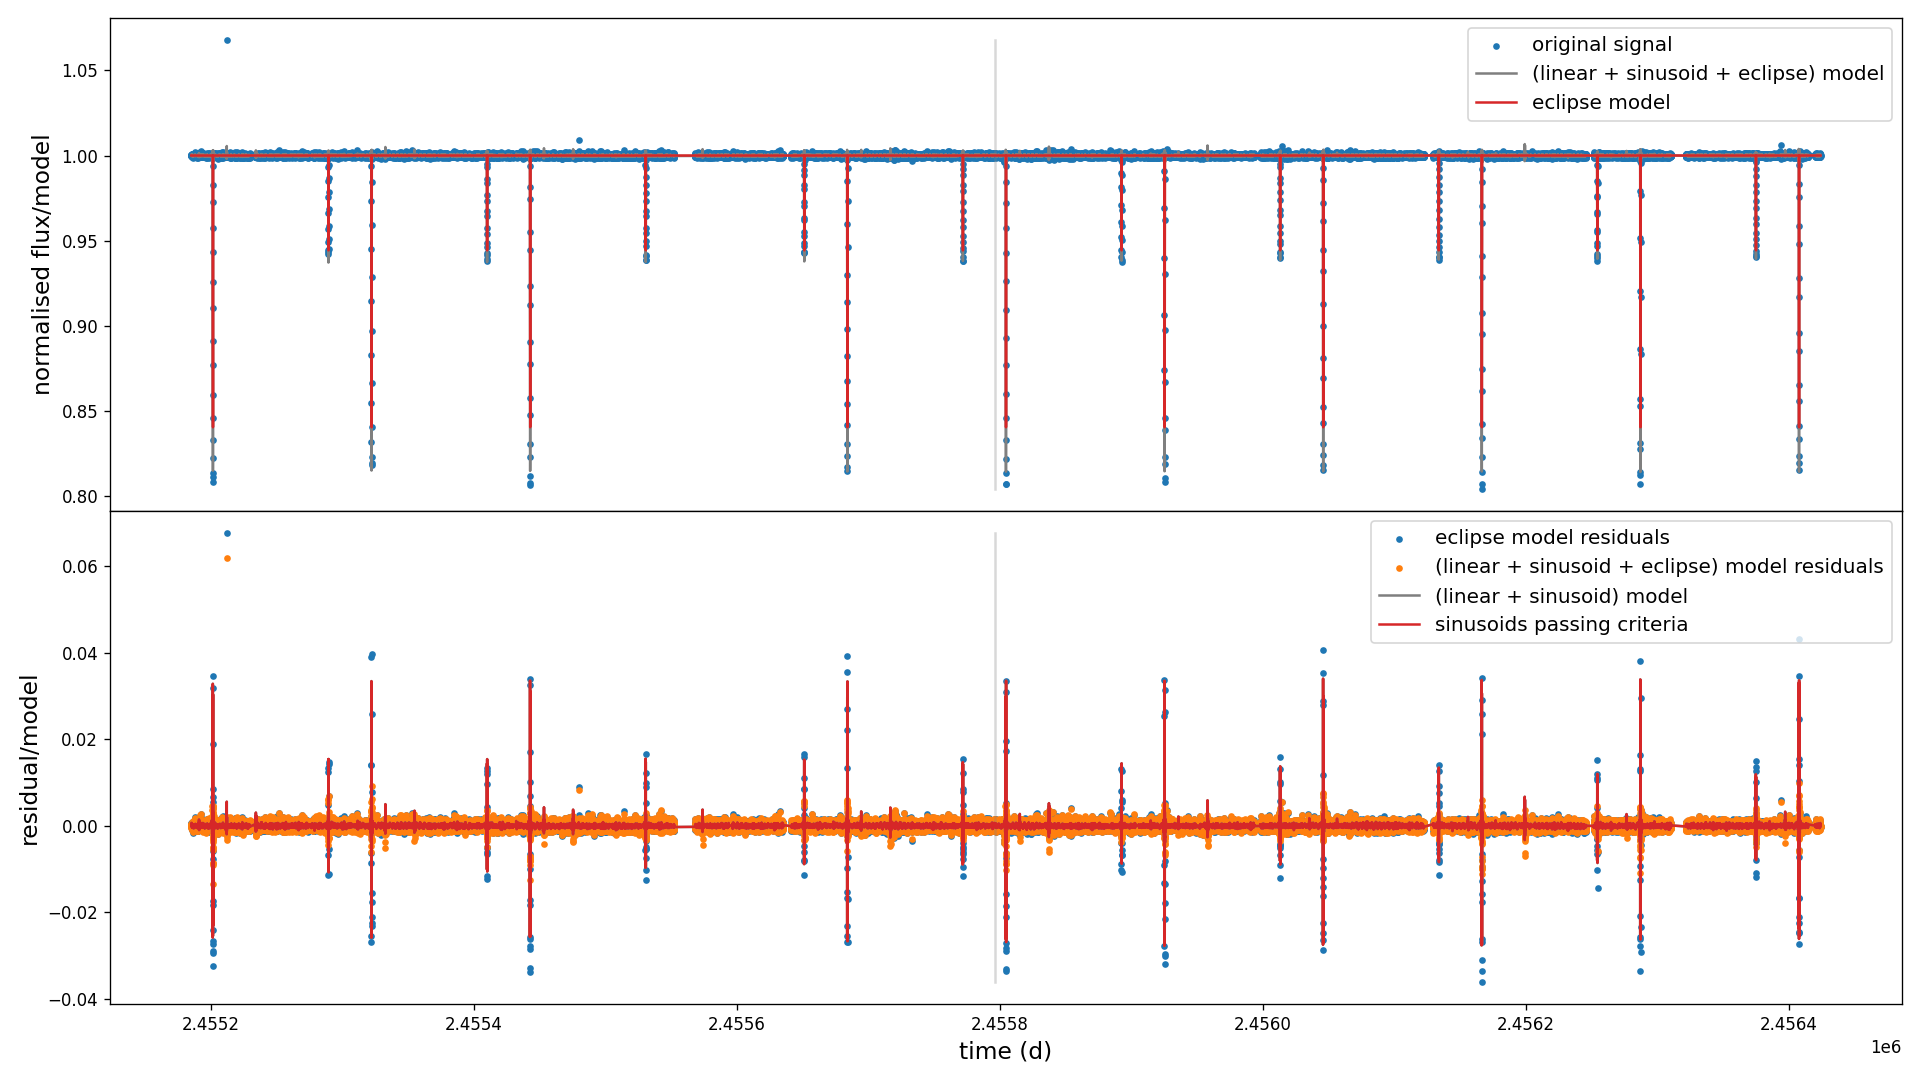 original signal
(linear + sinusoid + eclipse) model
eclipse model
normalised flux/model
1.05
1.00
0.95
0.90
0.85
0.80
eclipse model residuals
(linear + sinusoid + eclipse) model residuals
(linear + sinusoid) model
sinusoids passing criteria
residual/model
0.06
0.04
0.02
0.00
−0.02
−0.04
2.4552 2.4554 2.4556 2.4558 2.4560 2.4562 2.4564
1e6
time (d)